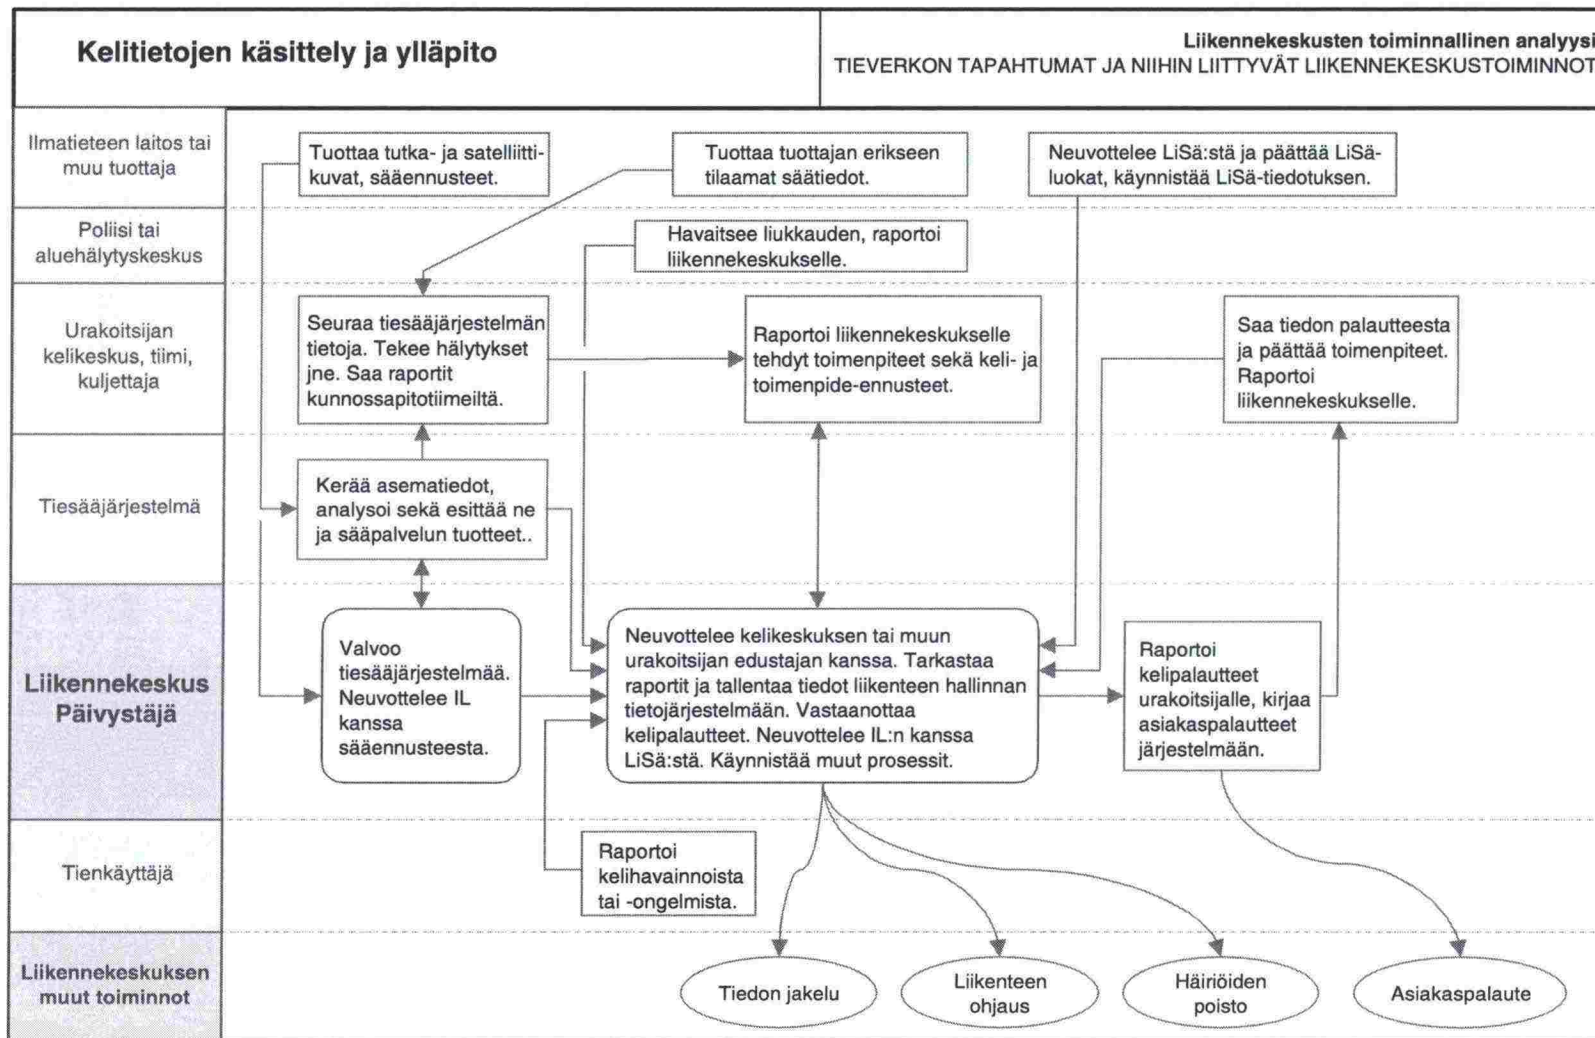 Kelitietojen käsittely ja ylläpito
Liikennekeskusten toiminnallinen analyysi
TIEVERKON TAPAHTUMAT JA NIIHIN LIITTYVÄT LIIKENNEKESKUSTOIMINNOT
Ilmatieteen laitos tai
muu tuottaja
Tuottaa tutka- ja satelliitti-
kuvat, sääennusteet.
Tuottaa tuottajan erikseen
tilaamat säätiedot.
Neuvottelee LiSä:stä ja päättää LiSä-
luokat, käynnistää LiSä-tiedotuksen.
Poliisi tai
aluehälytyskeskus
Havaitsee liukkauden, raportoi
liikennekeskukselle.
Urakoitsijan
kelikeskus, tiimi,
kuljettaja
Seuraa tiesääjärjestelmän
tietoja. Tekee hälytykset
jne. Saa raportit
kunnossapitotiimeiltä.
Raportoi liikennekeskukselle
tehdyt toimenpiteet sekä keli- ja
toimenpide-ennusteet.
Saa tiedon palautteesta
ja päättää toimenpiteet.
Raportoi
liikennekeskukselle.
Tiesääjärjestelmä
Kerää asematiedot,
analysoi sekä esittää ne
ja sääpalvelun tuotteet..
Liikennekeskus
Päivystäjä
Valvoo
tiesääjärjestelmää.
Neuvottelee IL
kanssa
sääennusteesta.
Neuvottelee kelikeskuksen tai muun
urakoitsijan edustajan kanssa. Tarkastaa
raportit ja tallentaa tiedot liikenteen hallinnan
tietojärjestelmään. Vastaanottaa
kelipalautteet. Neuvottelee IL:n kanssa
LiSä:stä. Käynnistää muut prosessit.
Raportoi
kelipalautteet
urakoitsijalle, kirjaa
asiakaspalautteet
järjestelmään.
Tienkäyttäjä
Raportoi
kelihavainnoista
tai -ongelmista.
Liikennekeskuksen
muut toiminnot
Tiedon jakelu
Liikenteen
ohjaus
Häiriöiden
poisto
Asiakaspalaute